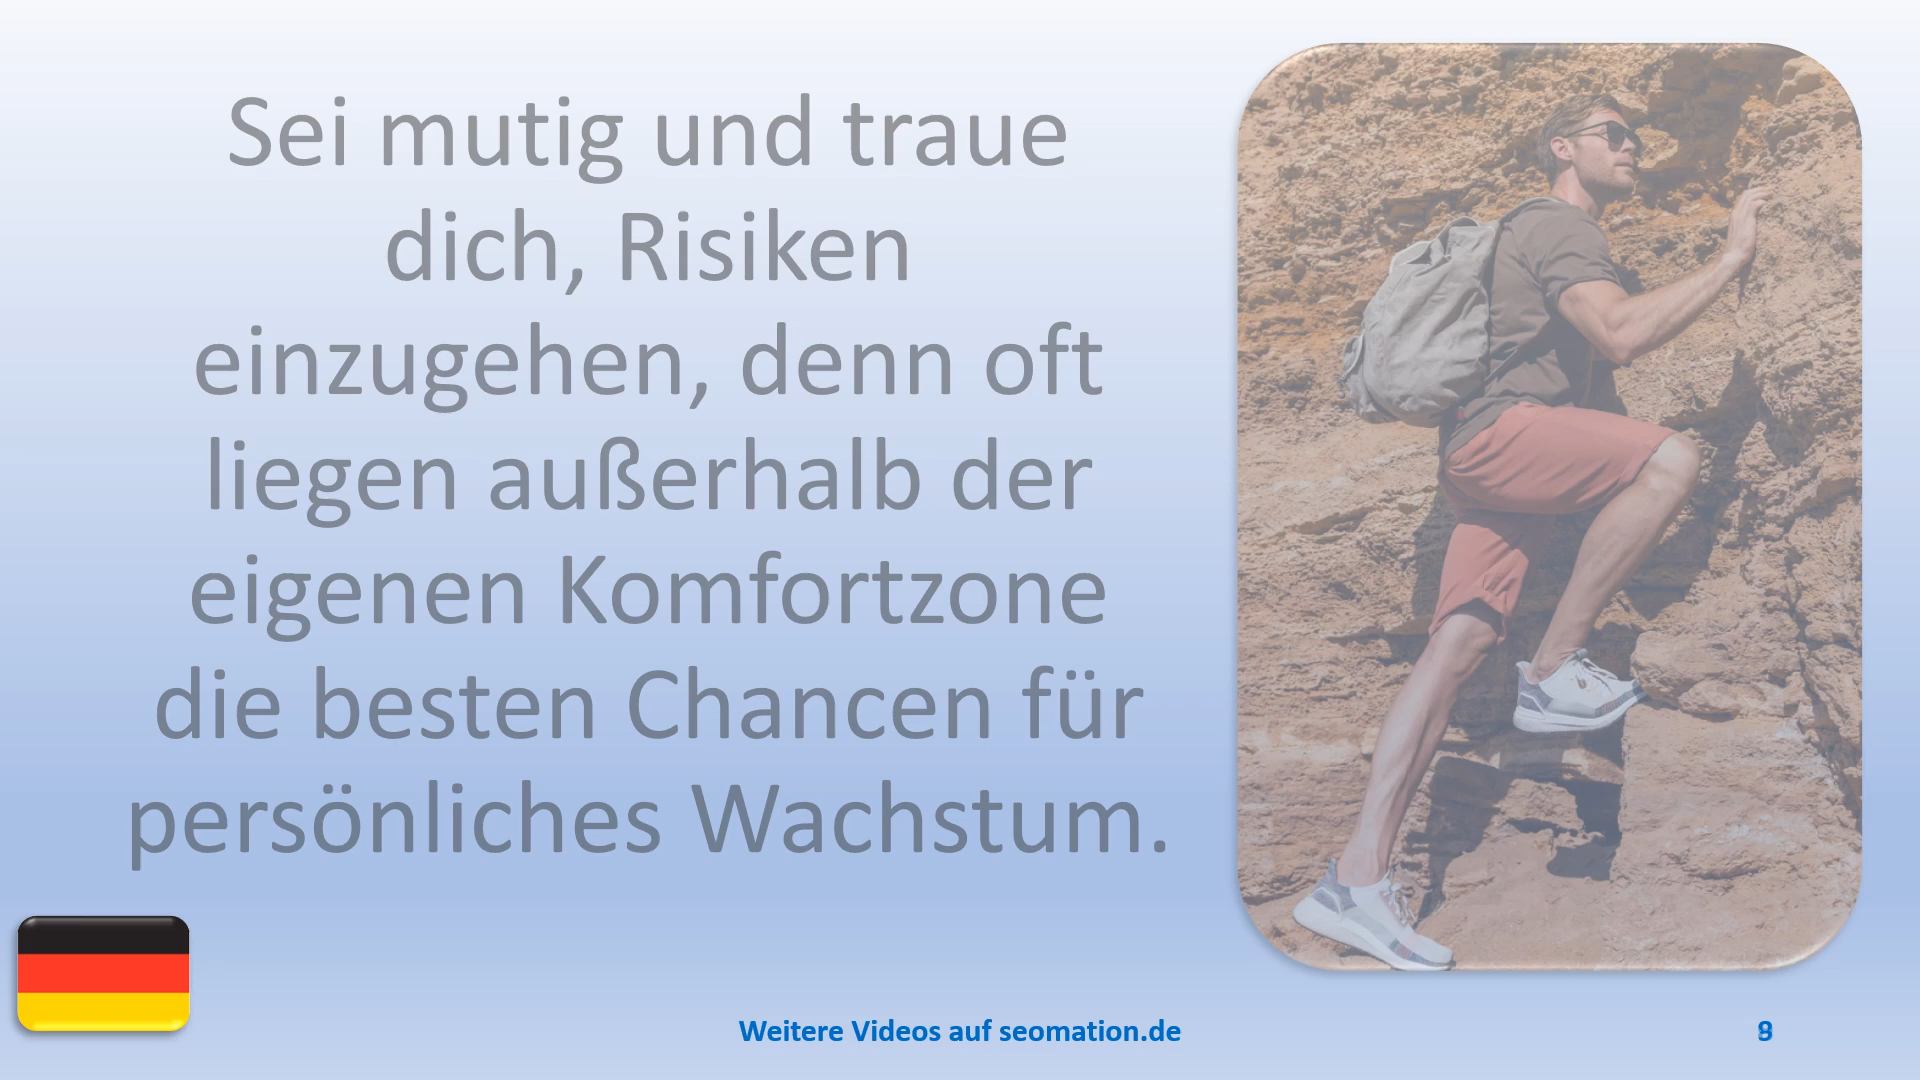 Sei mutig und traue
dich, Risiken
einzugehen, denn oft
liegen außerhalb der
eigenen Komfortzone
die besten Chancen für
persönliches Wachstum.
Weitere Videos auf seomation.de